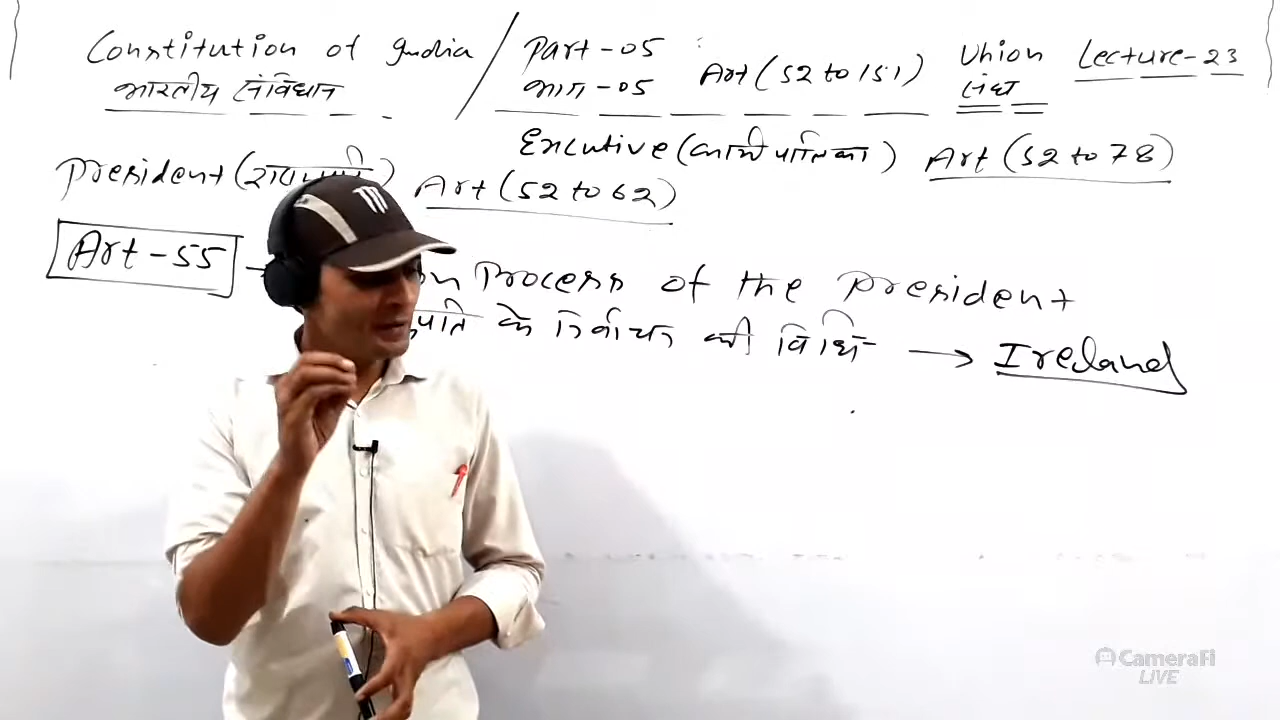 Constitution of India / Part-05 Art (52 to 151) Union Lecture-23
भारतीय संविधान भाग-05 संघ
Executive (कार्यपालिका) Art (52 to 78)
President ( Art (52 to 62)
Art-55 Process of the President
के निर्वाचन की विधि → Ireland
CameraFi
LIVE